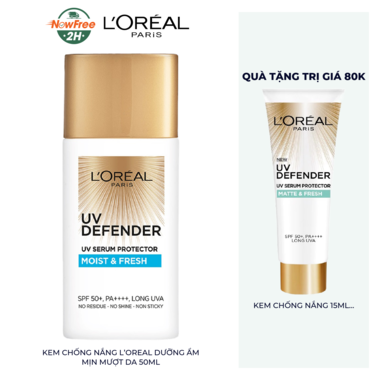 NowFree
2H
L'ORÉAL
PARIS
L'ORÉAL
PARIS
UV
DEFENDER
UV SERUM PROTECTOR
MOIST & FRESH
SPF 50+, PA++++, LONG UVA
NO RESIDUE - NO SHINE - NON STICKY
KEM CHỐNG NẮNG L'OREAL DƯỠNG ẨM
MỊN MƯỢT DA 50ML
QUÀ TẶNG TRỊ GIÁ 80K
L'ORÉAL
PARIS
NEW
UV
DEFENDER
UV SERUM PROTECTOR
MATTE & FRESH
SPF 50+, PA++++
LONG UVA
KEM CHỐNG NẮNG 15ML...